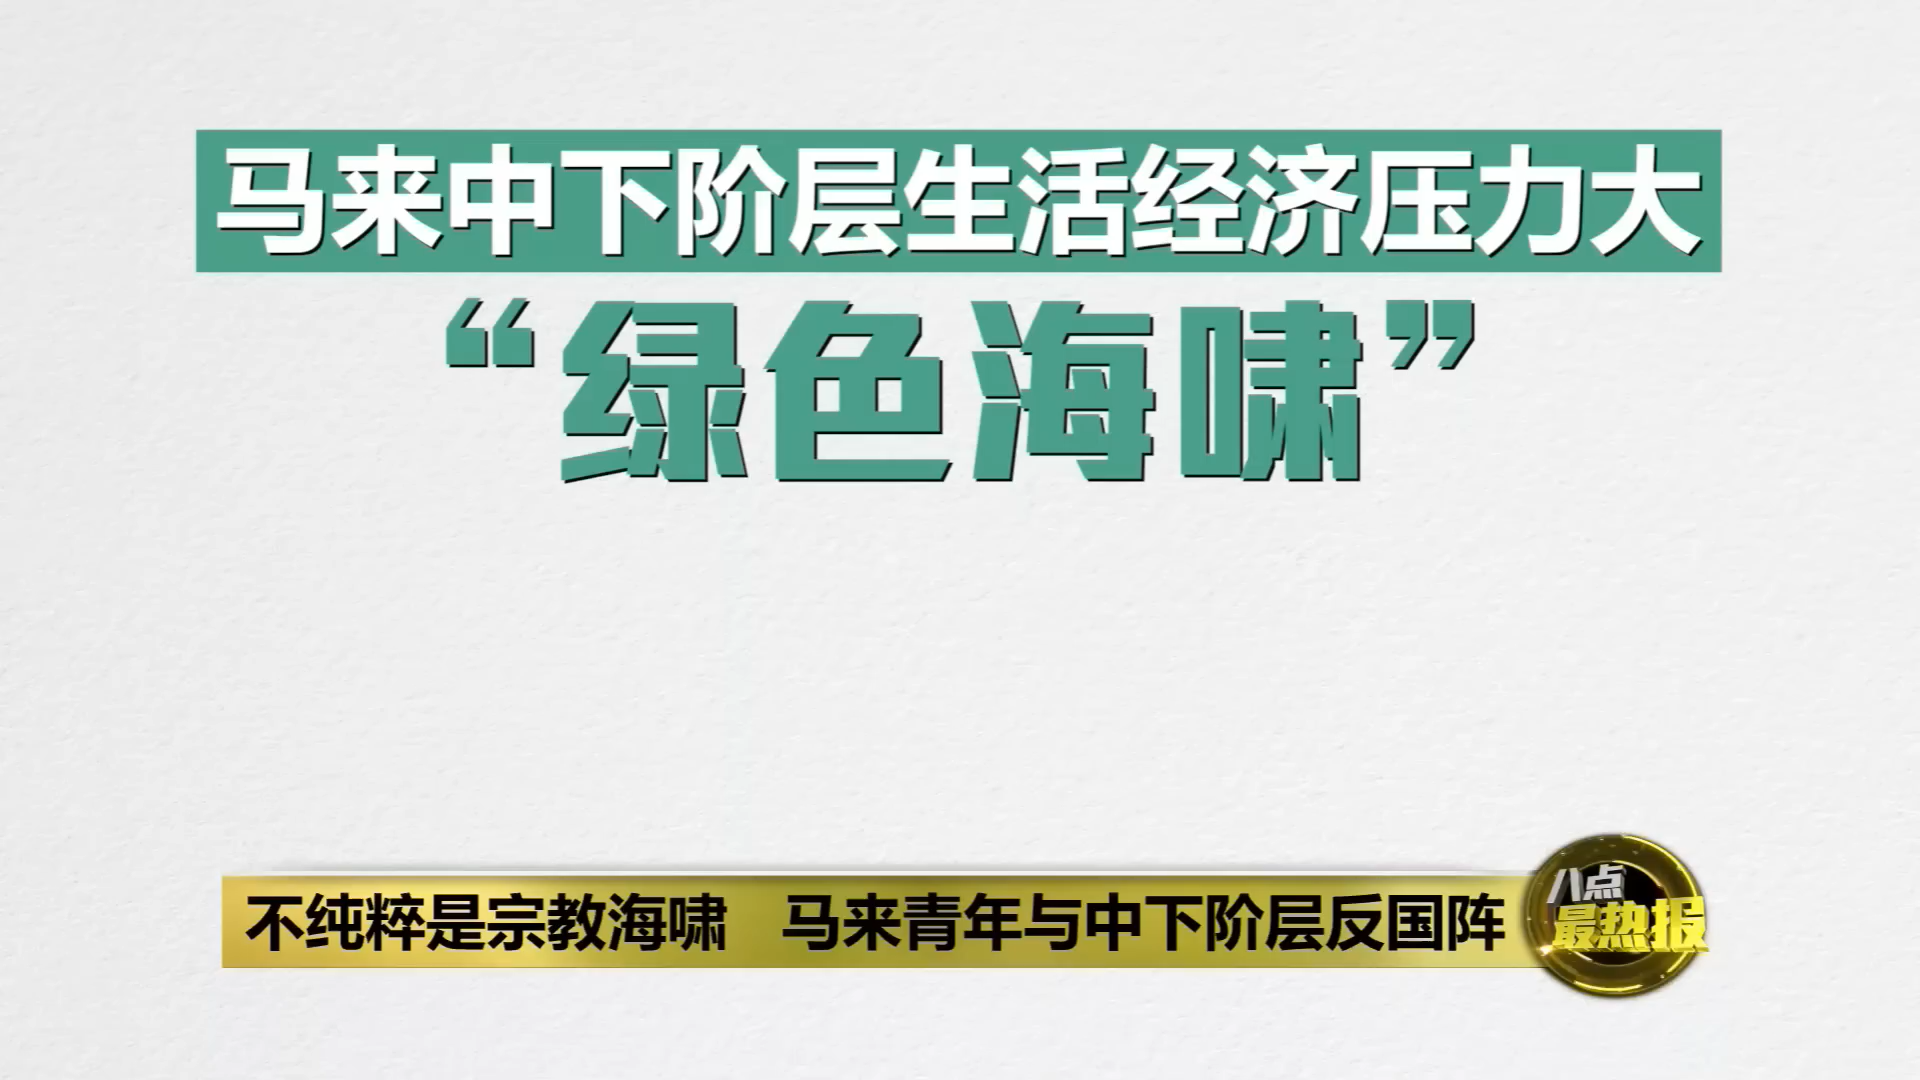 马来中下阶层生活经济压力大
“绿色海啸”
不纯粹是宗教海啸 马来青年与中下阶层反国阵
八点
最热报